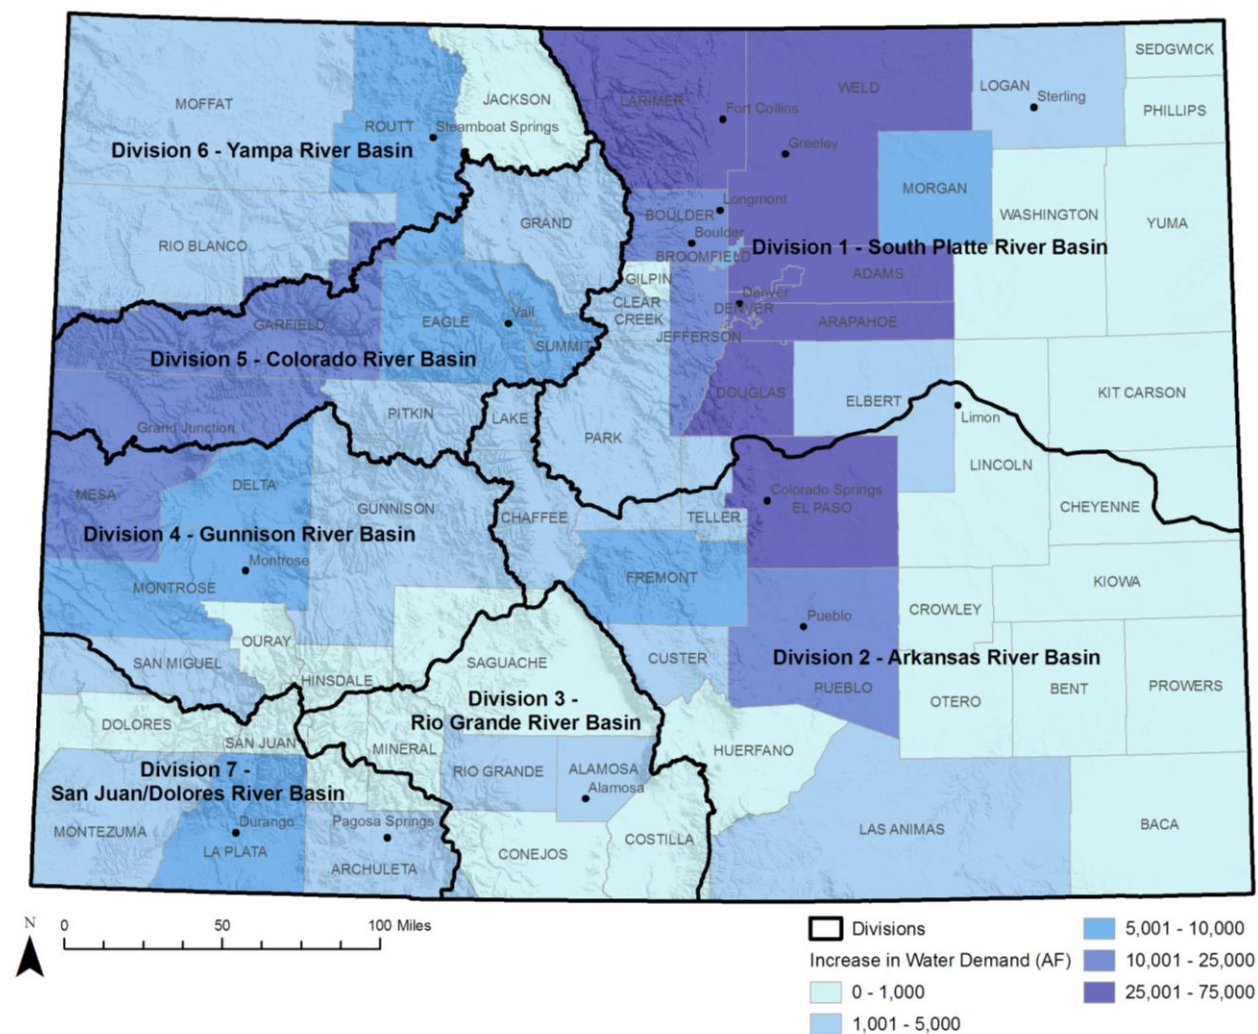 SEDGWICK
MOFFAT
JACKSON
LARIMER
WELD
LOGAN
Sterling
PHILLIPS
Fort Collins
ROUTT
Steamboat Springs
Division 6 - Yampa River Basin
Greeley
MORGAN
Longmont
BOULDER
WASHINGTON
YUMA
GRAND
RIO BLANCO
Boulder
Division 1 - South Platte River Basin
BROOMFIELD
GILPIN
ADAMS
CLEAR
CREEK
Denver
DENVER
GARFIELD
EAGLE
Vail
ARAPAHOE
JEFFERSON
SUMMIT
Division 5 - Colorado River Basin
DOUGLAS
KIT CARSON
ELBERT
PITKIN
LAKE
Limon
Grand Junction
PARK
LINCOLN
MESA
DELTA
Colorado Springs
EL PASO
GUNNISON
CHAFFEE
TELLER
CHEYENNE
Division 4 - Gunnison River Basin
Montrose
MONTROSE
FREMONT
KIOWA
CROWLEY
Pueblo
OURAY
SAN MIGUEL
HINSDALE
SAGUACHE
CUSTER
Division 2 - Arkansas River Basin
PUEBLO
OTERO
BENT
PROWERS
Division 3 -
Rio Grande River Basin
DOLORES
SAN JUAN
MINERAL
HUERFANO
Division 7 -
San Juan/Dolores River Basin
RIO GRANDE
ALAMOSA
Alamosa
MONTEZUMA
Durango
LA PLATA
Pagosa Springs
ARCHULETA
CONEJOS
COSTILLA
LAS ANIMAS
BACA
N
0 50 100 Miles
Divisions
Increase in Water Demand (AF)
0 - 1,000
1,001 - 5,000
5,001 - 10,000
10,001 - 25,000
25,001 - 75,000